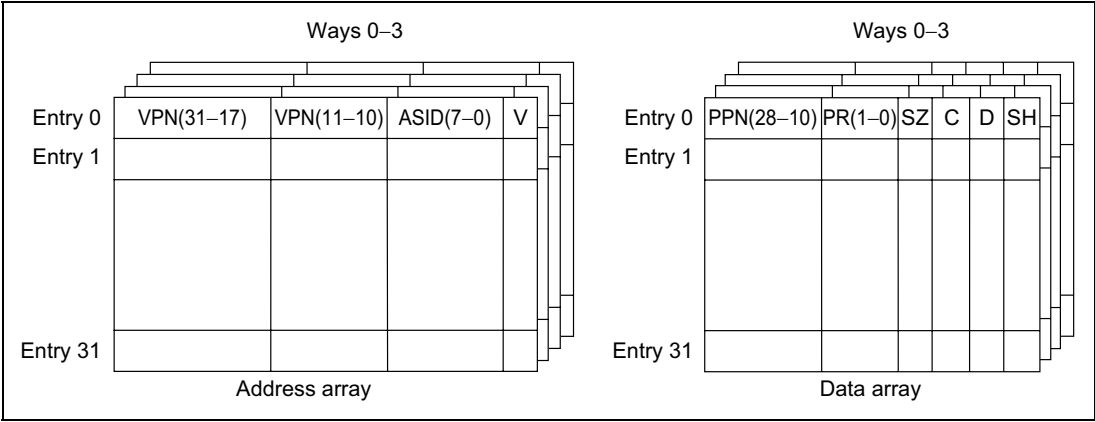 Ways 0–3
Entry 0 VPN(31–17) VPN(11–10) ASID(7–0) V
Entry 1
Entry 31
Address array
Ways 0–3
Entry 0 PPN(28–10) PR(1–0) SZ C D SH
Entry 1
Entry 31
Data array